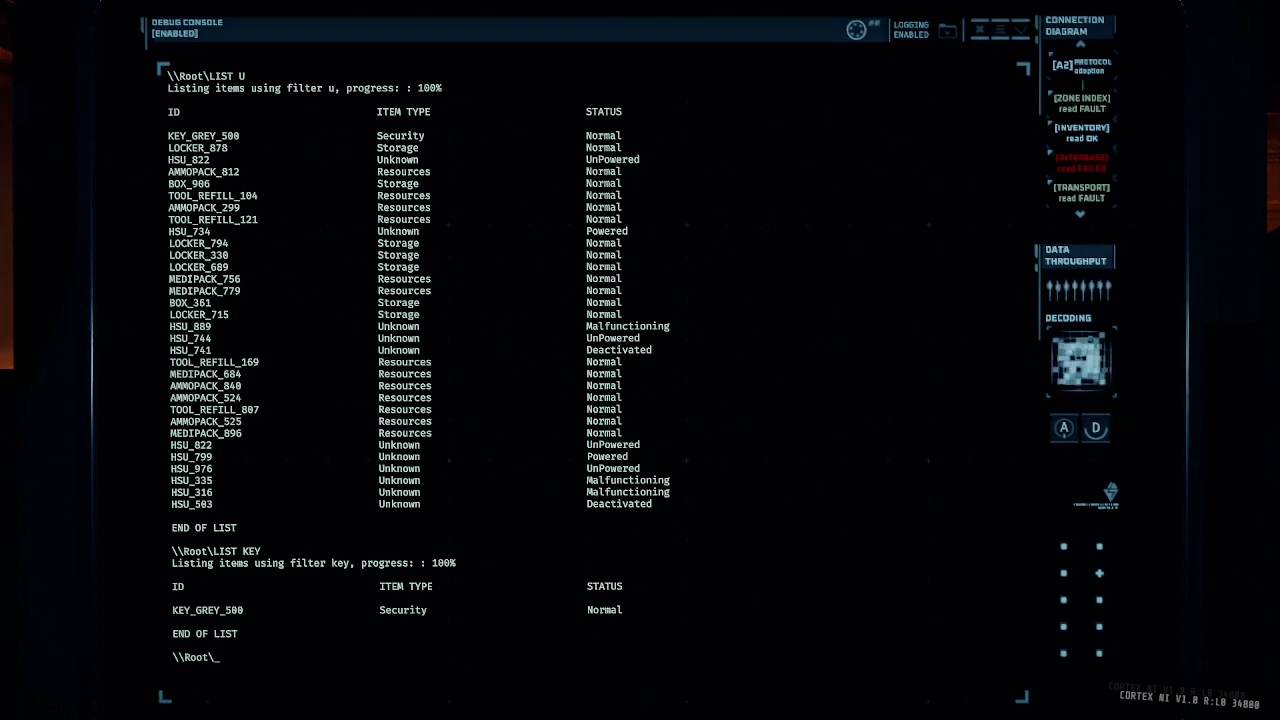 DEBUG CONSOLE
[ENABLED]
LOGGING
ENABLED
\\Root\LIST U
Listing items using filter u, progress: : 100%
ID ITEM TYPE STATUS
KEY_GREY_500 Security Normal
LOCKER_878 Storage Normal
HSU_822 Unknown UnPowered
AMMOPACK_812 Resources Normal
BOX_906 Storage Normal
TOOL_REFILL_104 Resources Normal
AMMOPACK_299 Resources Normal
TOOL_REFILL_121 Resources Normal
HSU_734 Unknown Powered
LOCKER_794 Storage Normal
LOCKER_330 Storage Normal
LOCKER_689 Storage Normal
MEDIPACK_756 Resources Normal
MEDIPACK_779 Resources Normal
BOX_361 Storage Normal
LOCKER_715 Storage Normal
HSU_889 Unknown Malfunctioning
HSU_744 Unknown UnPowered
HSU_741 Unknown Deactivated
TOOL_REFILL_169 Resources Normal
MEDIPACK_684 Resources Normal
AMMOPACK_840 Resources Normal
AMMOPACK_524 Resources Normal
TOOL_REFILL_807 Resources Normal
AMMOPACK_525 Resources Normal
MEDIPACK_896 Resources Normal
HSU_822 Unknown UnPowered
HSU_799 Unknown Powered
HSU_976 Unknown UnPowered
HSU_335 Unknown Malfunctioning
HSU_316 Unknown Malfunctioning
HSU_503 Unknown Deactivated
END OF LIST
\\Root\LIST KEY
Listing items using filter key, progress: : 100%
ID ITEM TYPE STATUS
KEY_GREY_500 Security Normal
END OF LIST
\\Root\_
CONNECTION
DIAGRAM
[A2] PROTOCOL
adaption
[ZONE INDEX]
read FAULT
[INVENTORY]
read OK
[INTERBASE]
read FAILED
[TRANSPORT]
read FAULT
DATA
THROUGHPUT
DECODING
A D
CORTEX NI V1.0 R:L0 34800